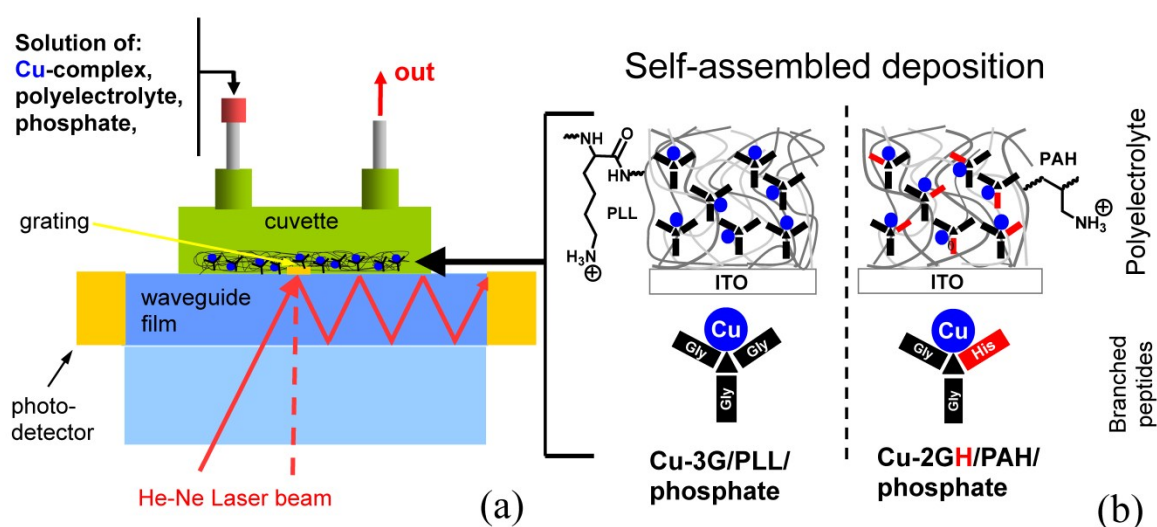 Solution of:
Cu-complex,
polyelectrolyte,
phosphate,
out
grating
cuvette
waveguide
film
photo-
detector
He-Ne Laser beam
(a)
Self-assembled deposition
NH
O
HN
PLL
NH₃
⊕
ITO
PAH
NH₃
⊕
ITO
Polyelectrolyte
Cu
Gly
Gly
Gly
Cu
Gly
His
Gly
Branched
peptides
Cu-3G/PLL/
phosphate
Cu-2GH/PAH/
phosphate
(b)